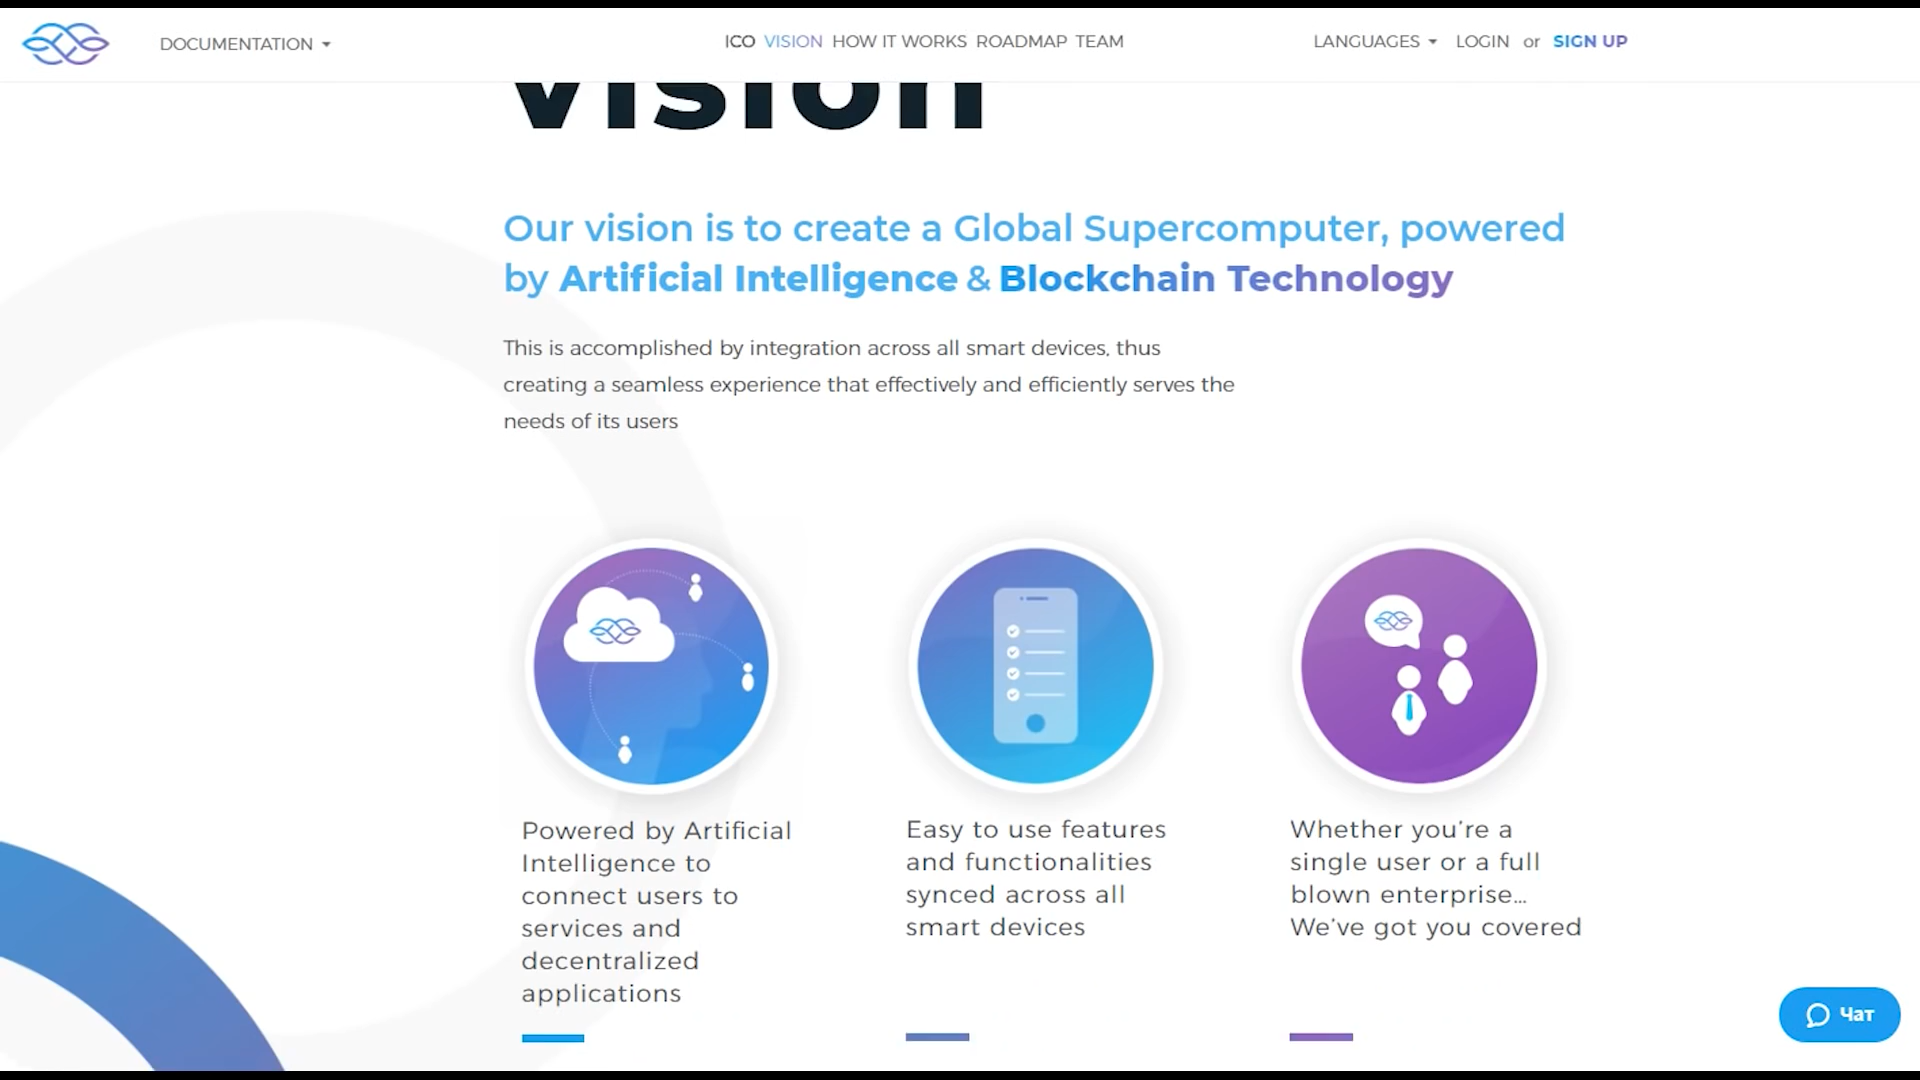 DOCUMENTATION
ICO VISION HOW IT WORKS ROADMAP TEAM
LANGUAGES LOGIN or SIGN UP
vision
Our vision is to create a Global Supercomputer, powered
by Artificial Intelligence & Blockchain Technology
This is accomplished by integration across all smart devices, thus
creating a seamless experience that effectively and efficiently serves the
needs of its users
Powered by Artificial
Intelligence to
connect users to
services and
decentralized
applications
Easy to use features
and functionalities
synced across all
smart devices
Whether you’re a
single user or a full
blown enterprise...
We’ve got you covered
Чат